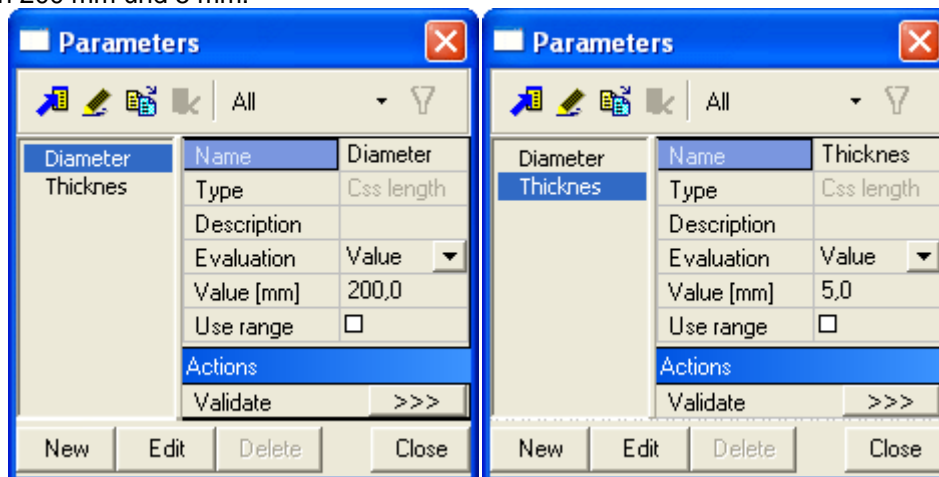 200 mm und 5 mm.
Parameters
All
Diameter
Thicknes
Name Diameter
Type Css length
Description
Evaluation Value
Value [mm] 200,0
Use range
Actions
Validate >>>
New Edit Delete Close
Parameters
All
Diameter
Thicknes
Name Thicknes
Type Css length
Description
Evaluation Value
Value [mm] 5,0
Use range
Actions
Validate >>>
New Edit Delete Close